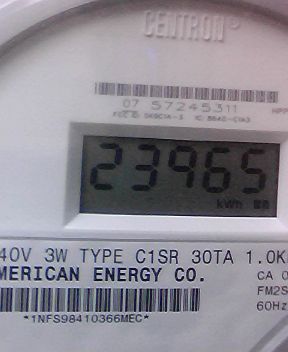 CENTRON®
07 57245311
23965
kWh
40V 3W TYPE C1SR 30TA 1.0K
MERICAN ENERGY CO.
CA 0
FM2S
60Hz
*1NFS98410366MEC*